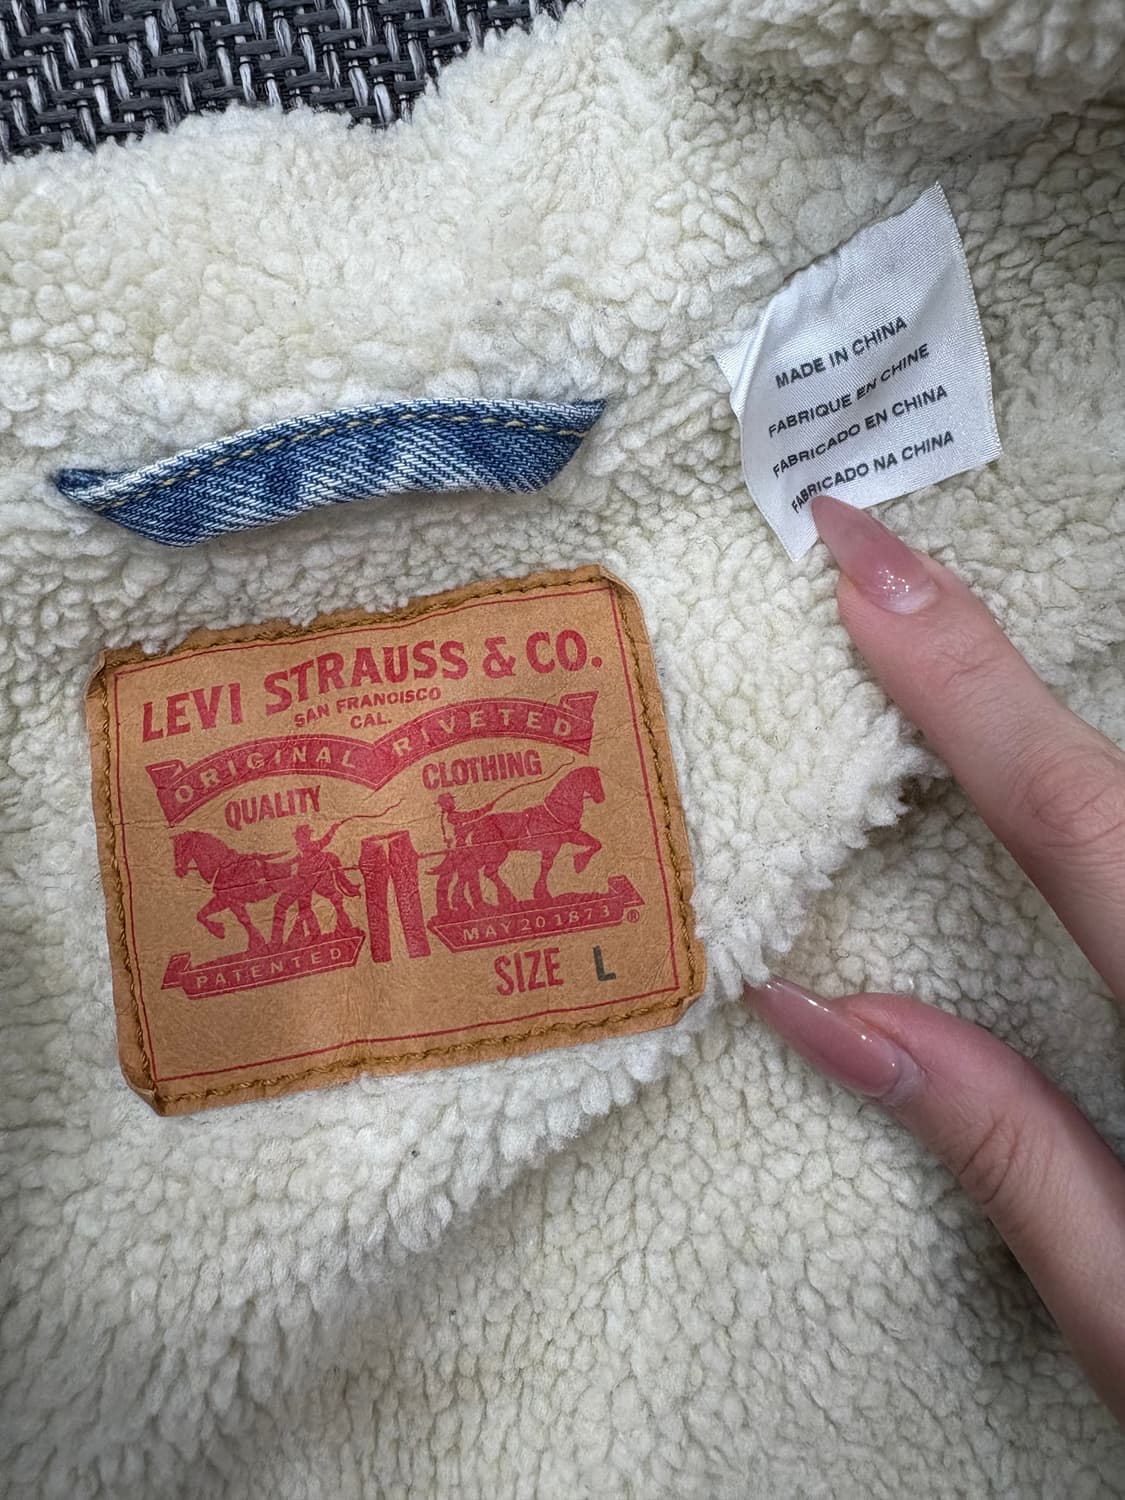 LEVI STRAUSS & CO.
SAN FRANCISCO
CAL.
ORIGINAL RIVETED
QUALITY CLOTHING
PATENTED MAY 20 1873 ®
SIZE L
MADE IN CHINA
FABRIQUE EN CHINE
FABRICADO EN CHINA
FABRICADO NA CHINA